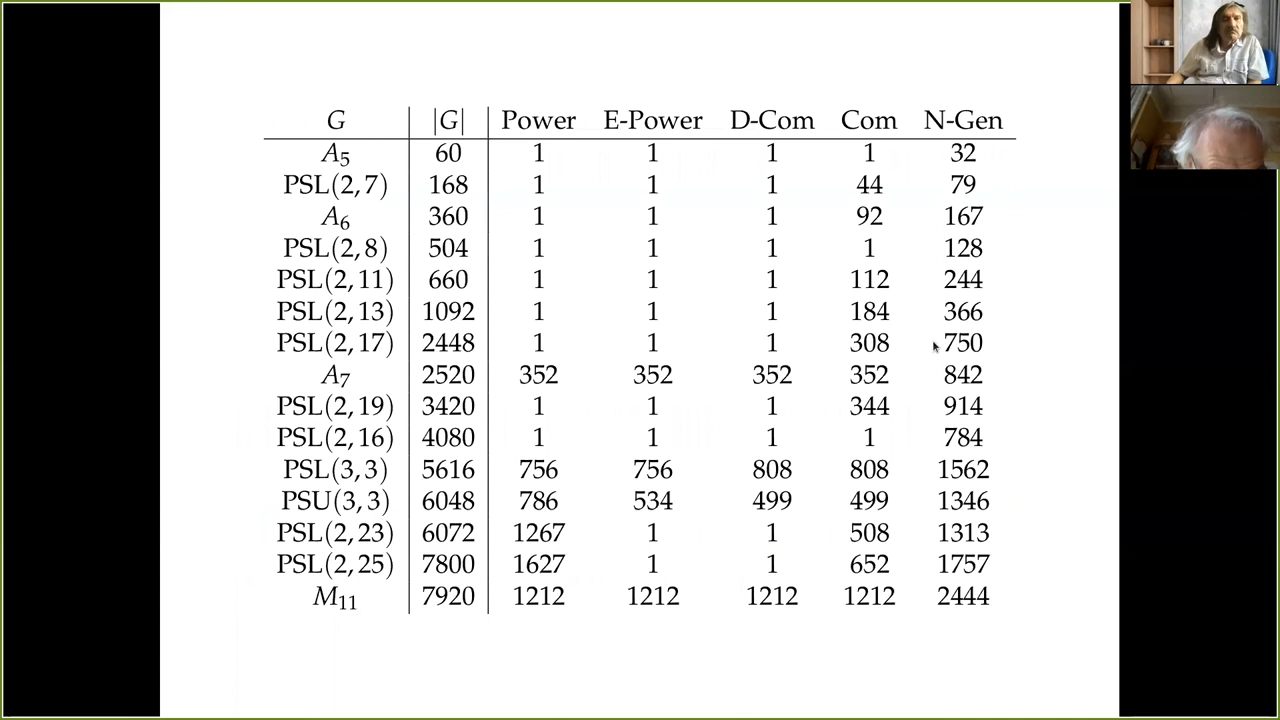 G |G| Power E-Power D-Com Com N-Gen
A₅ 60 1 1 1 1 32
PSL(2, 7) 168 1 1 1 44 79
A₆ 360 1 1 1 92 167
PSL(2, 8) 504 1 1 1 1 128
PSL(2, 11) 660 1 1 1 112 244
PSL(2, 13) 1092 1 1 1 184 366
PSL(2, 17) 2448 1 1 1 308 750
A₇ 2520 352 352 352 352 842
PSL(2, 19) 3420 1 1 1 344 914
PSL(2, 16) 4080 1 1 1 1 784
PSL(3, 3) 5616 756 756 808 808 1562
PSU(3, 3) 6048 786 534 499 499 1346
PSL(2, 23) 6072 1267 1 1 508 1313
PSL(2, 25) 7800 1627 1 1 652 1757
M₁₁ 7920 1212 1212 1212 1212 2444